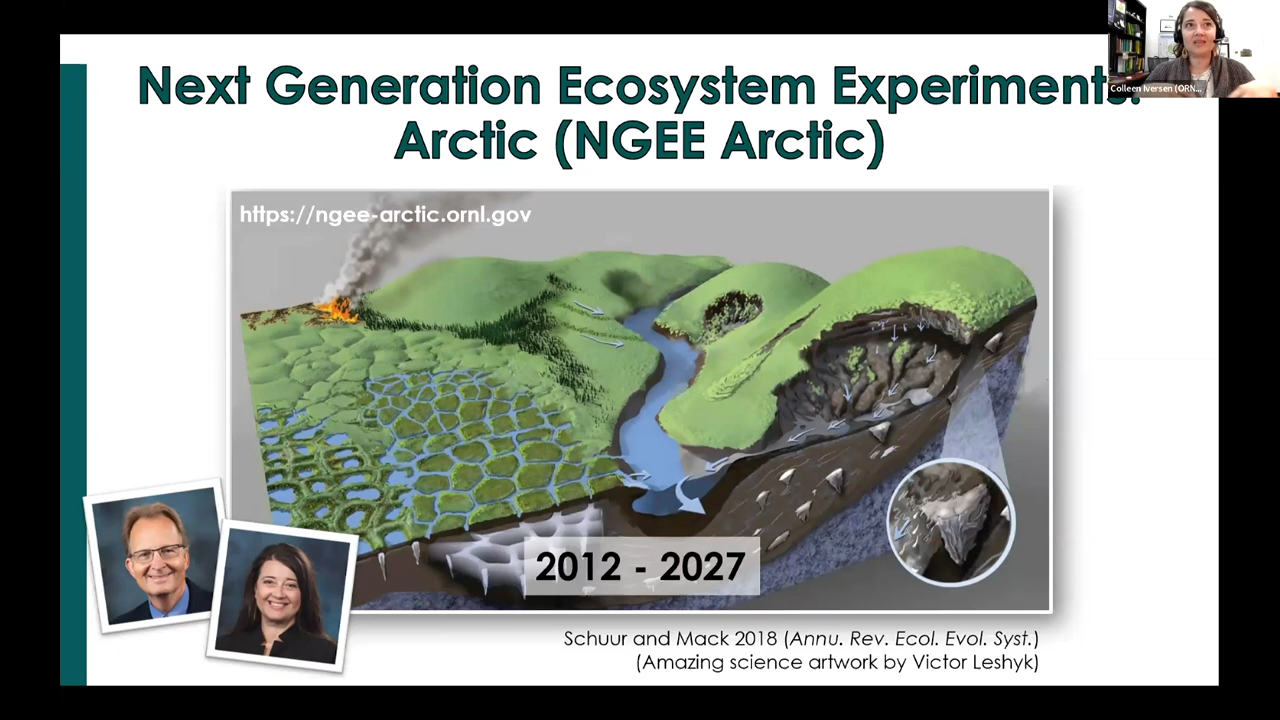 Next Generation Ecosystem Experiments:
Arctic (NGEE Arctic)
Colleen Iversen (ORN...
https://ngee-arctic.ornl.gov
2012 - 2027
Schuur and Mack 2018 (Annu. Rev. Ecol. Evol. Syst.)
(Amazing science artwork by Victor Leshyk)